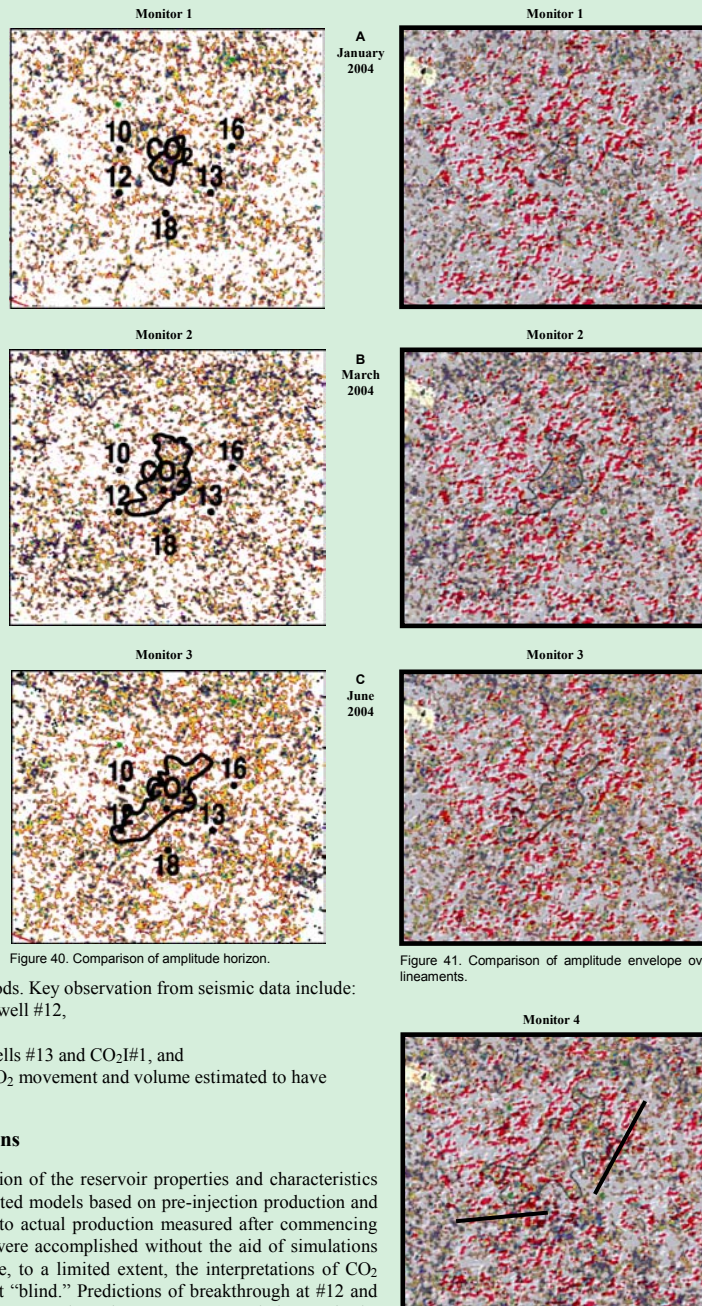 Monitor 1
A
January
2004
Monitor 1
10
16
CO2
12
13
18
Monitor 2
B
March
2004
Monitor 2
10
16
CO
12
13
18
Monitor 3
C
June
2004
Monitor 3
10
16
CO2
12
13
18
Figure 40. Comparison of amplitude horizon.
Figure 41. Comparison of amplitude envelope ov
lineaments.
ods. Key observation from seismic data include:
well #12,
ells #13 and CO₂I#1, and
O₂ movement and volume estimated to have
ns
tion of the reservoir properties and characteristics
ted models based on pre-injection production and
to actual production measured after commencing
were accomplished without the aid of simulations
e, to a limited extent, the interpretations of CO₂
t “blind.” Predictions of breakthrough at #12 and
Monitor 4